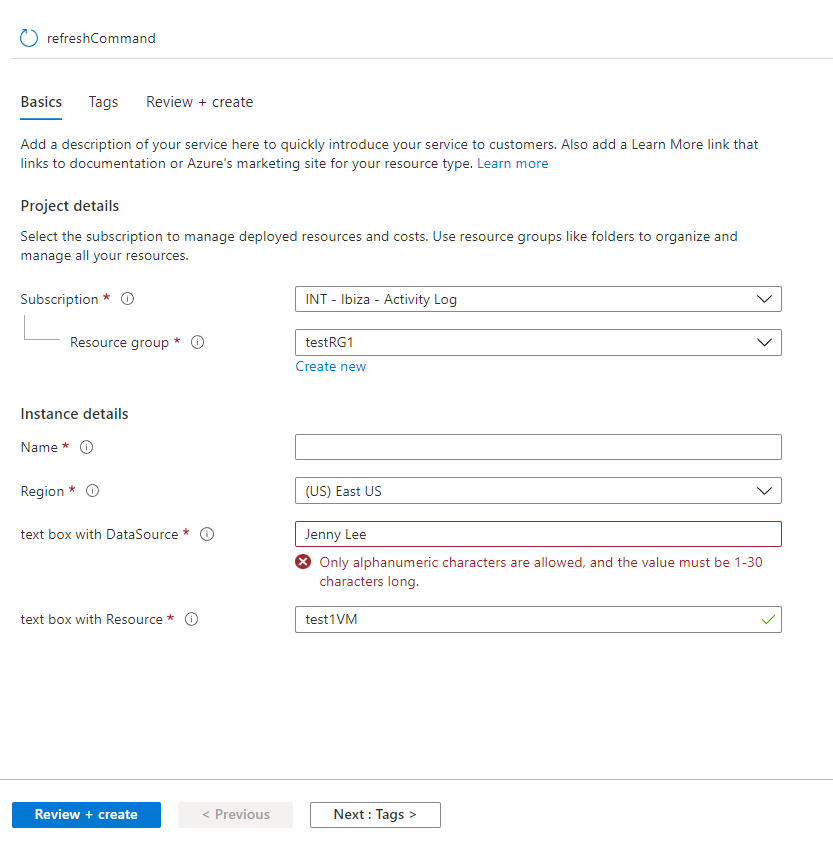 refreshCommand
Basics Tags Review + create
Add a description of your service here to quickly introduce your service to customers. Also add a Learn More link that
links to documentation or Azure's marketing site for your resource type. Learn more
Project details
Select the subscription to manage deployed resources and costs. Use resource groups like folders to organize and
manage all your resources.
Subscription * INT - Ibiza - Activity Log
Resource group * testRG1
Create new
Instance details
Name *
Region * (US) East US
text box with DataSource * Jenny Lee
Only alphanumeric characters are allowed, and the value must be 1-30
characters long.
text box with Resource * test1VM
Review + create < Previous Next : Tags >